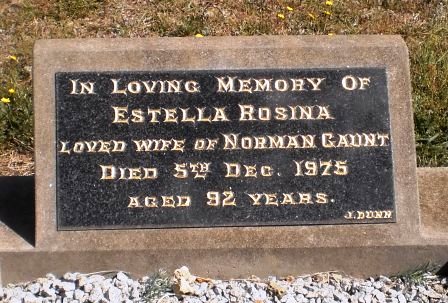 In Loving Memory Of
Estella Rosina
loved wife of Norman Gaunt
Died 5th Dec. 1975
aged 92 years.
J. Dunn